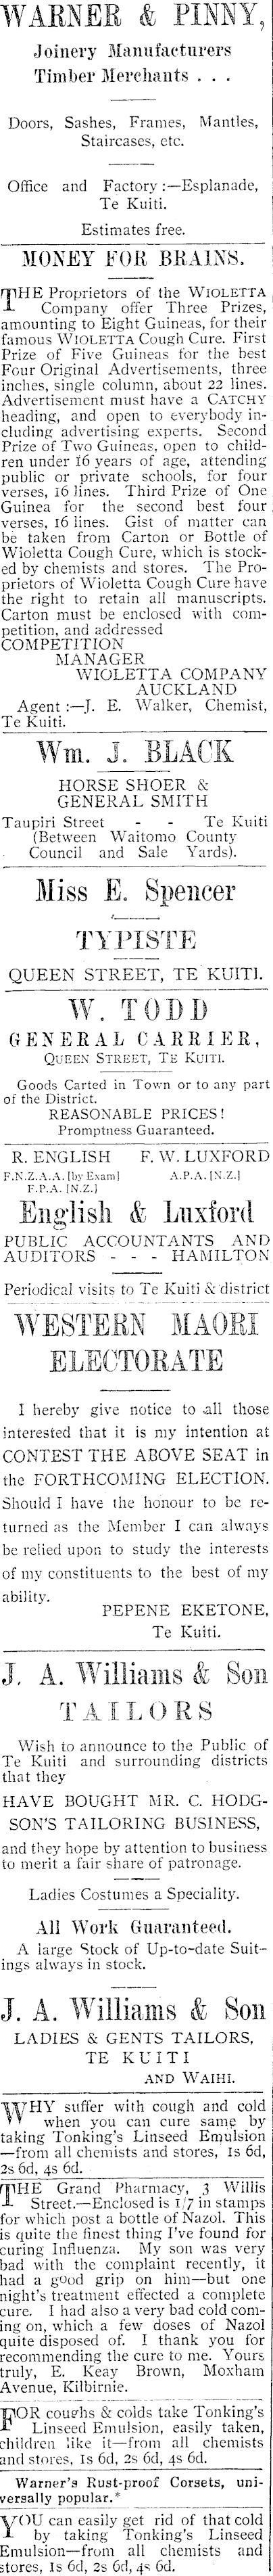 WARNER & PINNY,
Joinery Manufacturers
Timber Merchants . . .
Doors, Sashes, Frames, Mantles,
Staircases, etc.
Office and Factory :—Esplanade,
Te Kuiti.
Estimates free.
MONEY FOR BRAINS.
THE Proprietors of the WIOLETTA
Company offer Three Prizes,
amounting to Eight Guineas, for their
famous WIOLETTA Cough Cure. First
Prize of Five Guineas for the best
Four Original Advertisements, three
inches, single column, about 22 lines.
Advertisement must have a CATCHY
heading, and open to everybody in-
cluding advertising experts. Second
Prize of Two Guineas, open to child-
ren under 16 years of age, attending
public or private schools, for four
verses, 16 lines. Third Prize of One
Guinea for the second best four
verses, 16 lines. Gist of matter can
be taken from Carton or Bottle of
Wioletta Cough Cure, which is stock-
ed by chemists and stores. The Pro-
prietors of Wioletta Cough Cure have
the right to retain all manuscripts.
Carton must be enclosed with com-
petition, and addressed
COMPETITION
MANAGER
WIOLETTA COMPANY
AUCKLAND
Agent :—J. E. Walker, Chemist,
Te Kuiti.
Wm. J. BLACK
HORSE SHOER &
GENERAL SMITH
Taupiri Street - - Te Kuiti
(Between Waitomo County
Council and Sale Yards).
Miss E. Spencer
TYPISTE
QUEEN STREET, TE KUITI.
W. TODD
GENERAL CARRIER,
QUEEN STREET, TE KUITI.
Goods Carted in Town or to any part
of the District.
REASONABLE PRICES!
Promptness Guaranteed.
R. ENGLISH F. W. LUXFORD
F.N.Z.A.A. [by Exam] A.P.A. [N.Z.]
F.P.A. [N.Z.]
English & Luxford
PUBLIC ACCOUNTANTS AND
AUDITORS - - - HAMILTON
Periodical visits to Te Kuiti & district
WESTERN MAORI
ELECTORATE
I hereby give notice to all those
interested that it is my intention at
CONTEST THE ABOVE SEAT in
the FORTHCOMING ELECTION.
Should I have the honour to be re-
turned as the Member I can always
be relied upon to study the interests
of my constituents to the best of my
ability.
PEPENE EKETONE,
Te Kuiti.
J. A. Williams & Son
TAILORS
Wish to announce to the Public of
Te Kuiti and surrounding districts
that they
HAVE BOUGHT MR. C. HODG-
SON'S TAILORING BUSINESS,
and they hope by attention to business
to merit a fair share of patronage.
Ladies Costumes a Speciality.
All Work Guaranteed.
A large Stock of Up-to-date Suit-
ings always in stock.
J. A. Williams & Son
LADIES & GENTS TAILORS,
TE KUITI
AND WAIHI.
WHY suffer with cough and cold
when you can cure same by
taking Tonking's Linseed Emulsion
—from all chemists and stores, 1s 6d,
2s 6d, 4s 6d.
THE Grand Pharmacy, 3 Willis
Street.—Enclosed is 1/7 in stamps
for which post a bottle of Nazol. This
is quite the finest thing I've found for
curing Influenza. My son was very
bad with the complaint recently, it
had a good grip on him—but one
night's treatment effected a complete
cure. I had also a very bad cold com-
ing on, which a few doses of Nazol
quite disposed of. I thank you for
recommending the cure to me. Yours
truly, E. Keay Brown, Moxham
Avenue, Kilbirnie.
FOR coughs & colds take Tonking's
Linseed Emulsion, easily taken,
children like it—from all chemists
and stores, 1s 6d, 2s 6d, 4s 6d.
Warner's Rust-proof Corsets, uni-
versally popular.*
YOU can easily get rid of that cold
by taking Tonking's Linseed
Emulsion—from all chemists and
stores, 1s 6d, 2s 6d, 4s 6d.